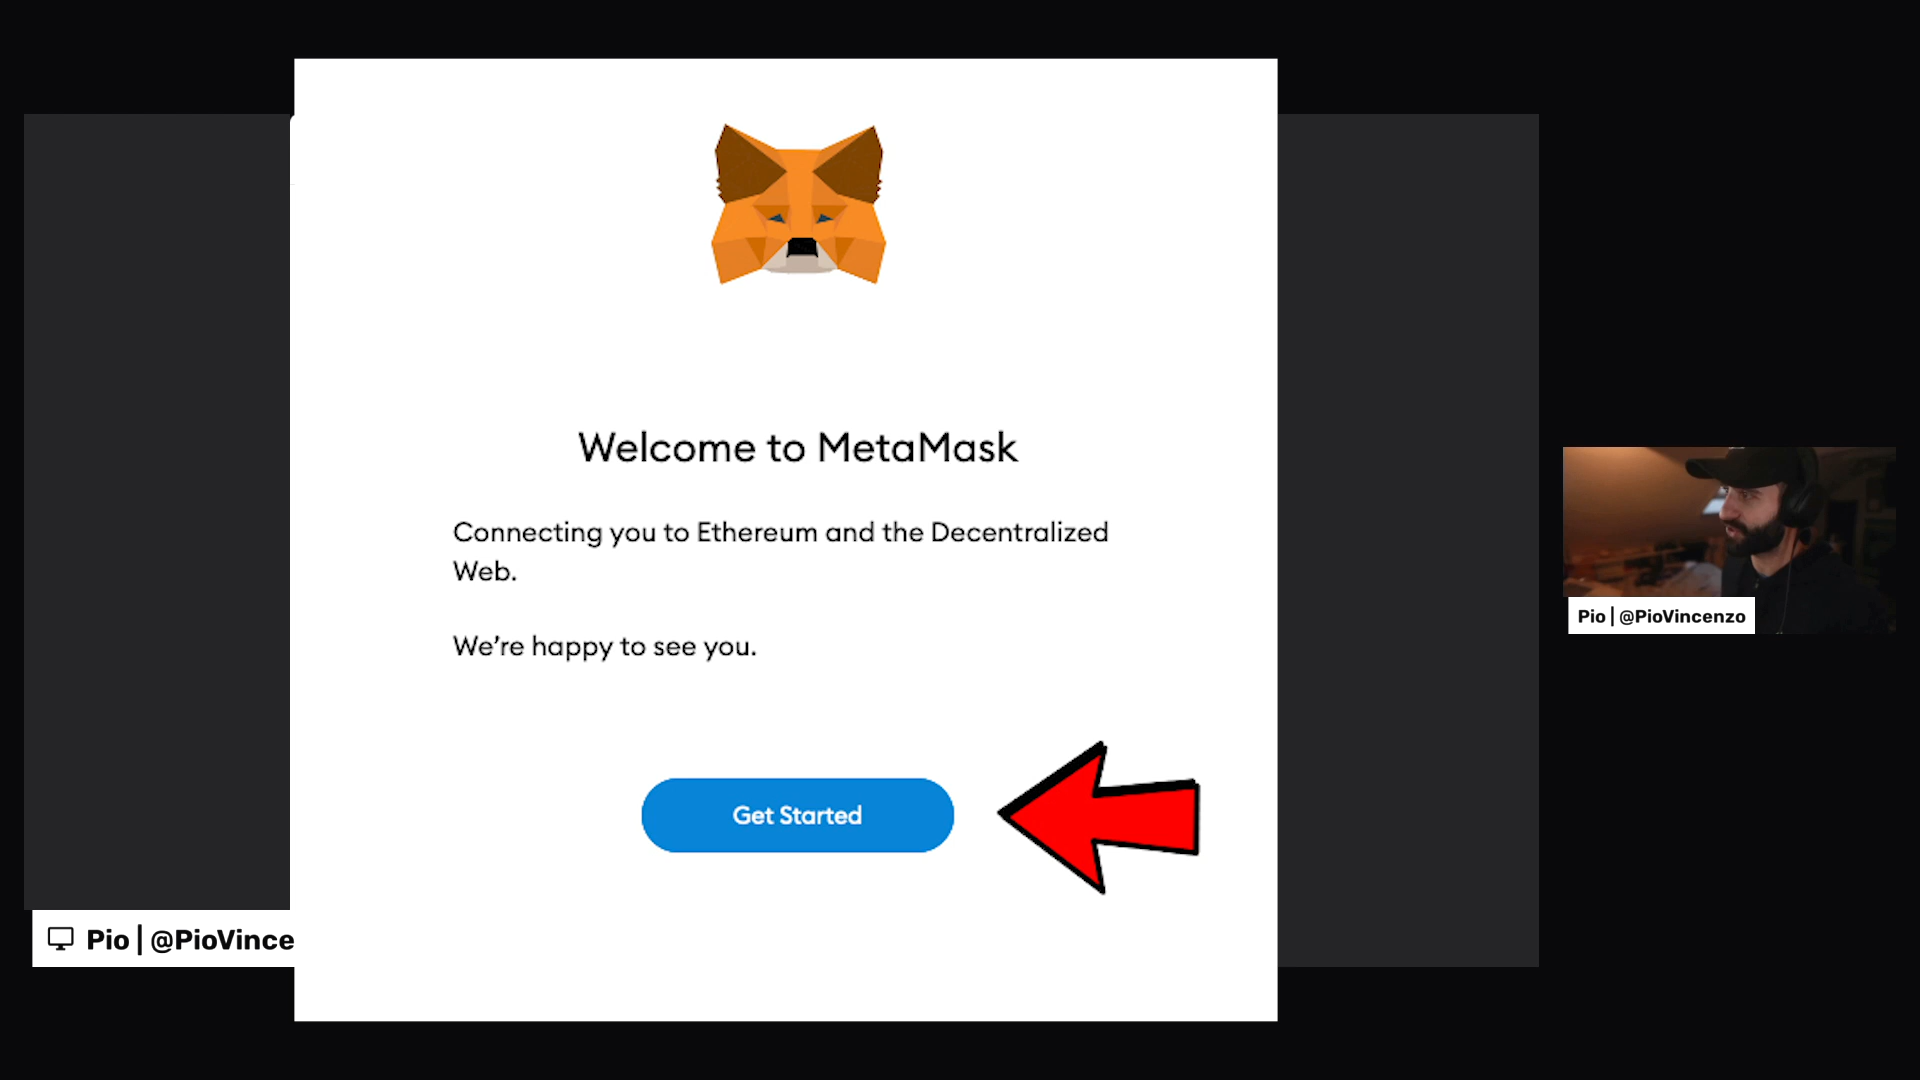 Welcome to MetaMask
Connecting you to Ethereum and the Decentralized
Web.
We’re happy to see you.
Get Started
Pio | @PioVincenzo
Pio | @PioVince